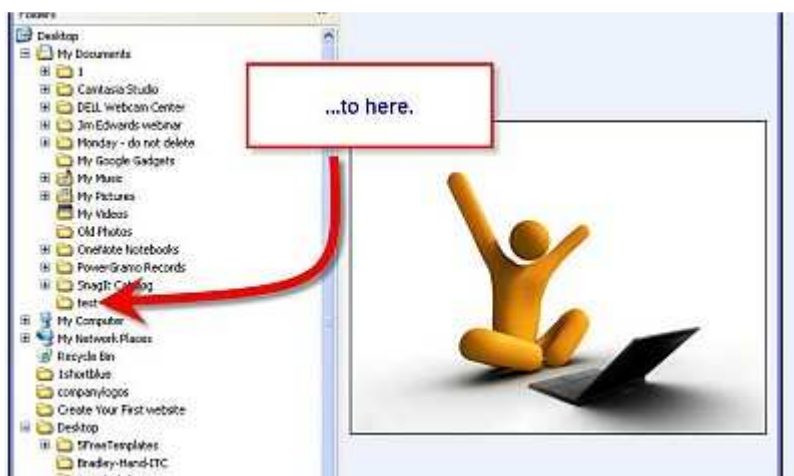 Folders
Desktop
My Documents
1
Camtasia Studio
DELL Webcam Center
Jim Edwards webinar
Monday - do not delete
My Google Gadgets
My Music
My Pictures
My Videos
Old Photos
OneNote Notebooks
PowerGramo Records
SnagIt
test
My Computer
My Network Places
Recycle Bin
1shortblue
companylogos
Create Your First website
Desktop
5FreeTemplates
Bradley-Hand-ITC
...to here.